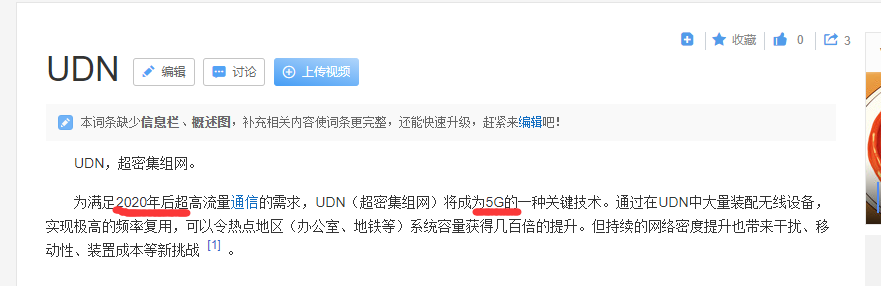 收藏 0 3
UDN 编辑 讨论 上传视频
本词条缺少信息栏、概述图，补充相关内容使词条更完整，还能快速升级，赶紧来编辑吧！
UDN，超密集组网。
为满足2020年后超高流量通信的需求，UDN（超密集组网）将成为5G的一种关键技术。通过在UDN中大量装配无线设备，
实现极高的频率复用，可以令热点地区（办公室、地铁等）系统容量获得几百倍的提升。但持续的网络密度提升也带来干扰、移
动性、装置成本等新挑战 [1] 。